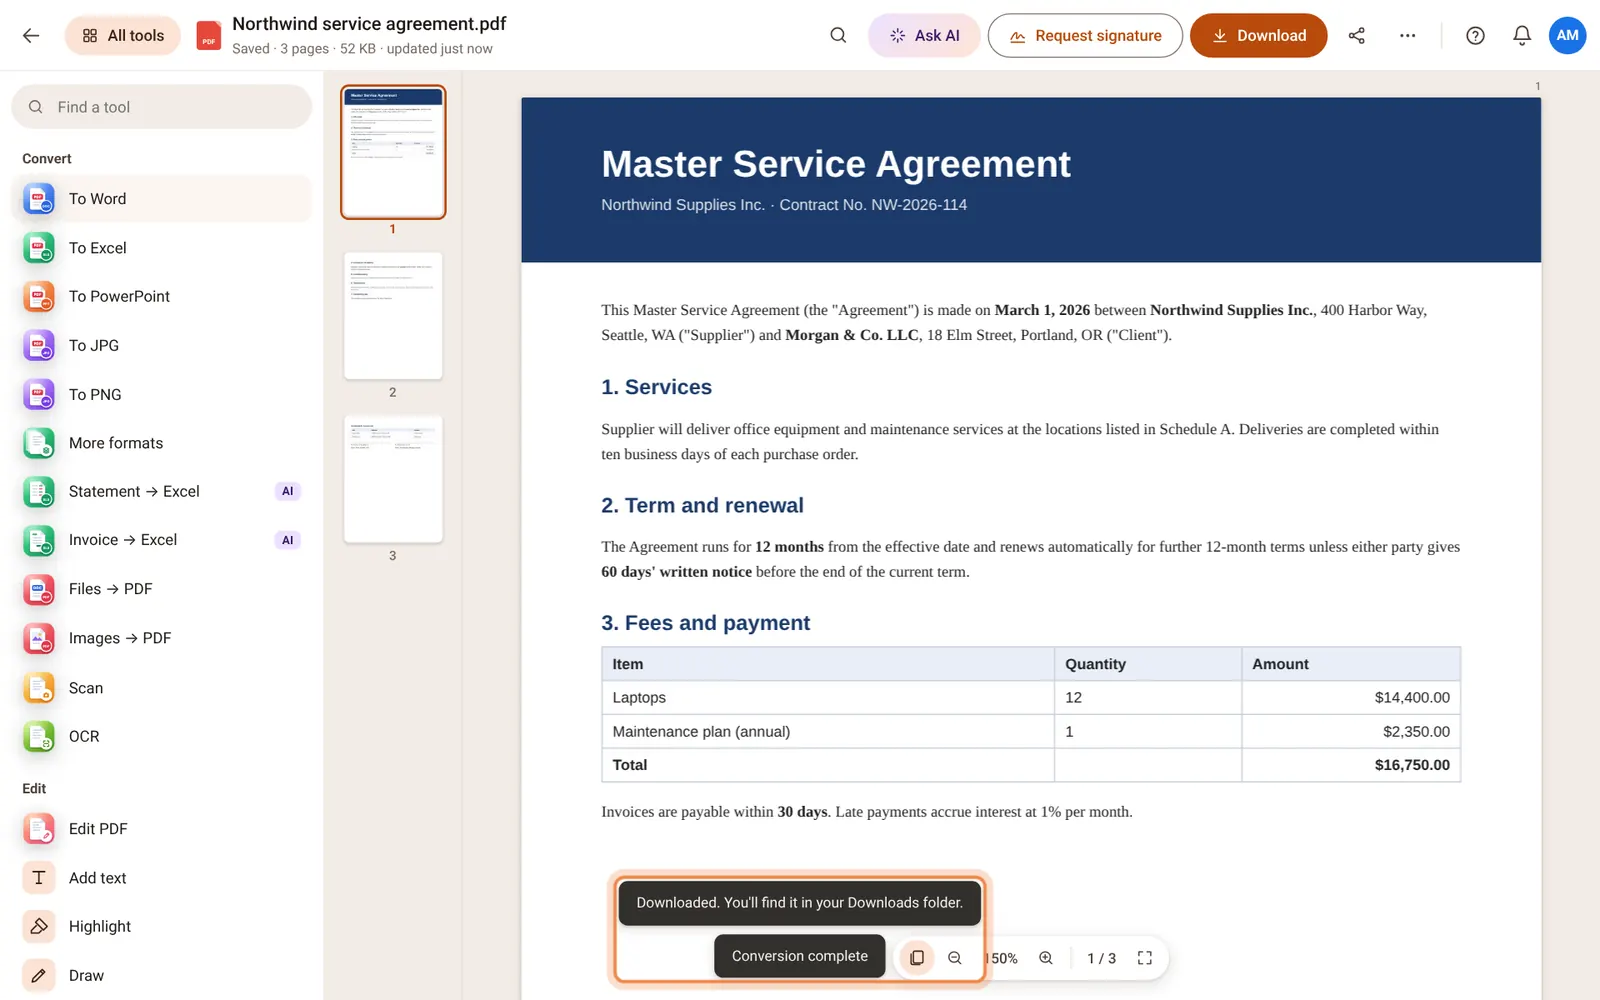 All tools
PDF
Northwind service agreement.pdf
Saved · 3 pages · 52 KB · updated just now
Ask AI
Request signature
Download
AM
Find a tool
Convert
To Word
To Excel
To PowerPoint
To JPG
To PNG
More formats
Statement → Excel AI
Invoice → Excel AI
Files → PDF
Images → PDF
Scan
OCR
Edit
Edit PDF
Add text
Highlight
Draw
Master Service Agreement
1
2
3
1
Master Service Agreement
Northwind Supplies Inc. · Contract No. NW-2026-114
This Master Service Agreement (the "Agreement") is made on March 1, 2026 between Northwind Supplies Inc., 400 Harbor Way,
Seattle, WA ("Supplier") and Morgan & Co. LLC, 18 Elm Street, Portland, OR ("Client").
1. Services
Supplier will deliver office equipment and maintenance services at the locations listed in Schedule A. Deliveries are completed within
ten business days of each purchase order.
2. Term and renewal
The Agreement runs for 12 months from the effective date and renews automatically for further 12-month terms unless either party gives
60 days' written notice before the end of the current term.
3. Fees and payment
Item Quantity Amount
Laptops 12 $14,400.00
Maintenance plan (annual) 1 $2,350.00
Total $16,750.00
Invoices are payable within 30 days. Late payments accrue interest at 1% per month.
Downloaded. You'll find it in your Downloads folder.
Conversion complete
150%
1 / 3